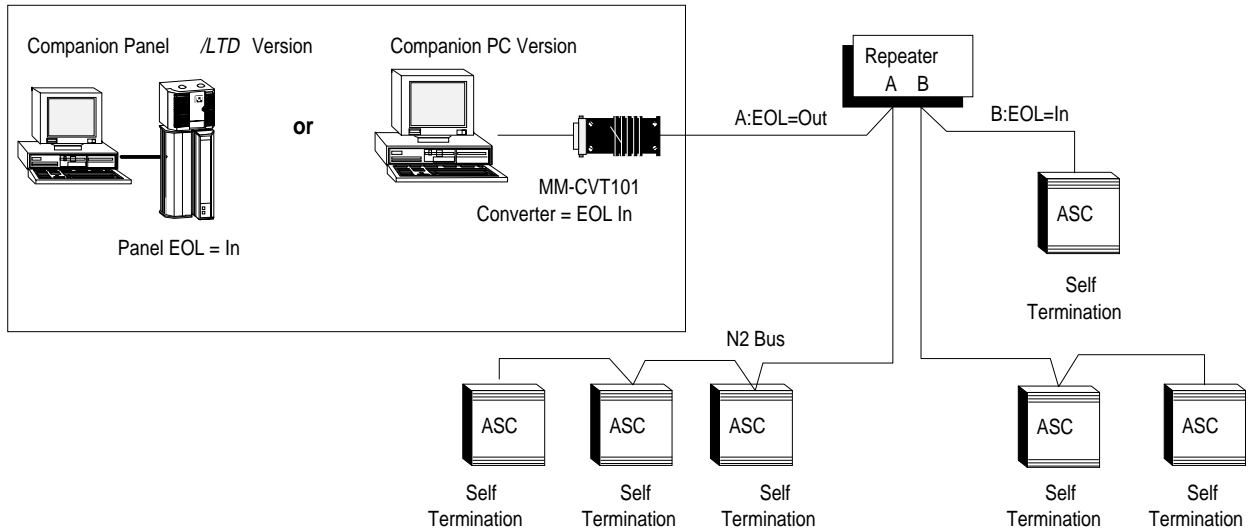 Companion Panel /LTD Version
Companion PC Version
or
Panel EOL = In
MM-CVT101
Converter = EOL In
A:EOL=Out
Repeater
A B
B:EOL=In
ASC
Self
Termination
N2 Bus
ASC
Self
Termination
ASC
Self
Termination
ASC
Self
Termination
ASC
Self
Termination
ASC
Self
Termination